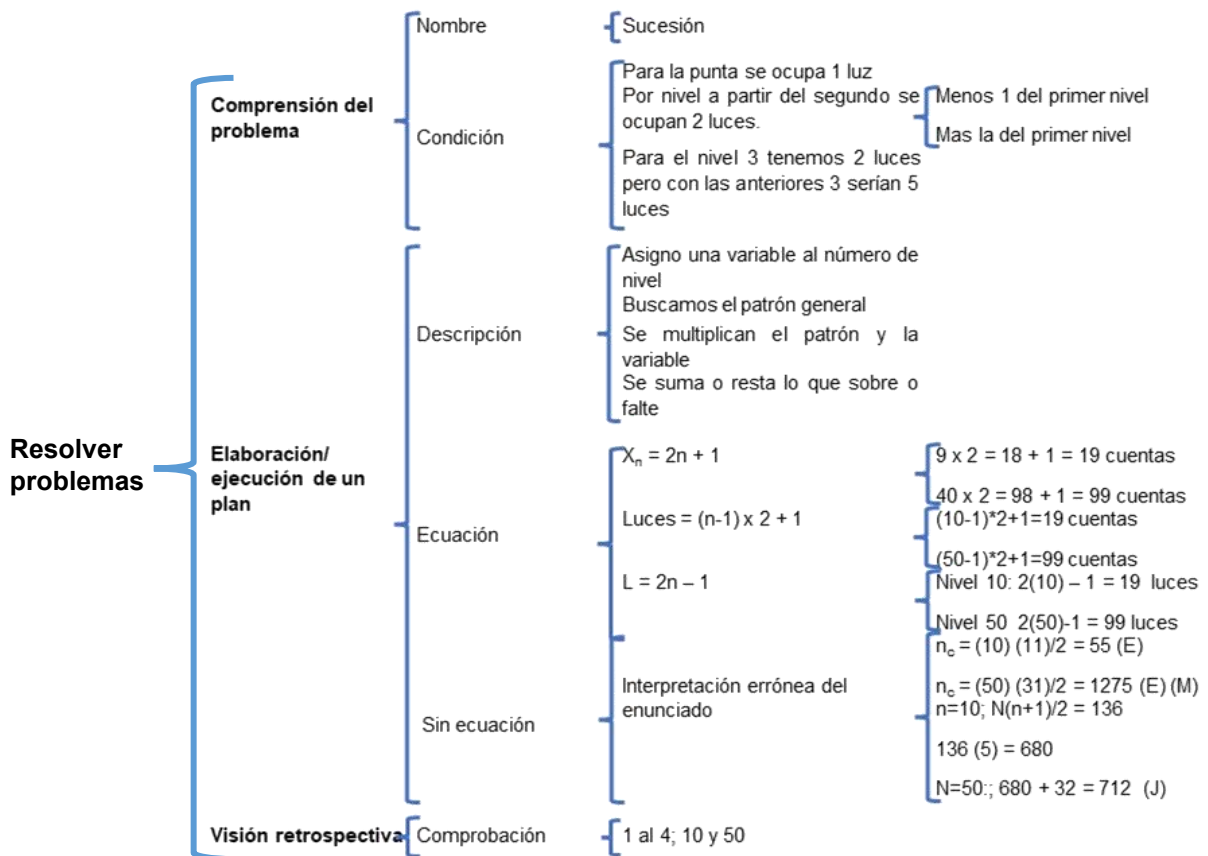 Resolver
problemas
Comprensión del
problema
Nombre
Sucesión
Condición
Para la punta se ocupa 1 luz
Por nivel a partir del segundo se
ocupan 2 luces.
Menos 1 del primer nivel
Mas la del primer nivel
Para el nivel 3 tenemos 2 luces
pero con las anteriores 3 serían 5
luces
Elaboración/
ejecución de un
plan
Descripción
Asigno una variable al número de
nivel
Buscamos el patrón general
Se multiplican el patrón y la
variable
Se suma o resta lo que sobre o
falte
Ecuación
Xₙ = 2n + 1
9 x 2 = 18 + 1 = 19 cuentas
40 x 2 = 98 + 1 = 99 cuentas
Luces = (n-1) x 2 + 1
(10-1)*2+1=19 cuentas
(50-1)*2+1=99 cuentas
L = 2n – 1
Nivel 10: 2(10) – 1 = 19 luces
Nivel 50 2(50)-1 = 99 luces
Sin ecuación
Interpretación errónea del
enunciado
n꜀ = (10) (11)/2 = 55 (E)
n꜀ = (50) (31)/2 = 1275 (E) (M)
n=10; N(n+1)/2 = 136
136 (5) = 680
N=50:; 680 + 32 = 712 (J)
Visión retrospectiva
Comprobación
1 al 4; 10 y 50